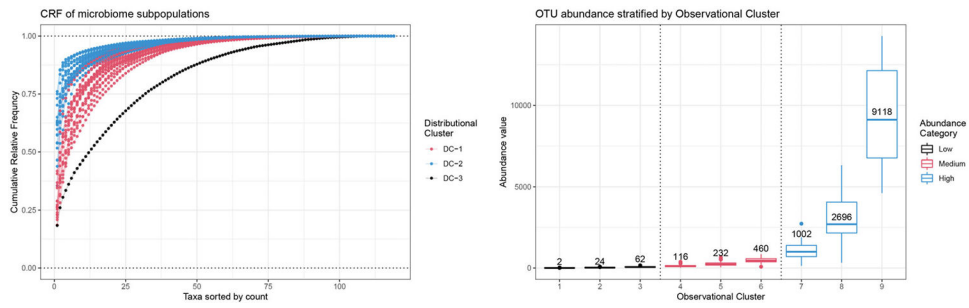 CRF of microbiome subpopulations
1.00
0.75
0.50
0.25
0.00
Cumulative Relative Frequncy
0
25
50
75
100
Taxa sorted by count
Distributional
Cluster
DC-1
DC-2
DC-3
OTU abundance stratified by Observational Cluster
10000
5000
0
Abundance value
2
24
62
116
232
460
1002
2696
9118
1
2
3
4
5
6
7
8
9
Observational Cluster
Abundance
Category
Low
Medium
High